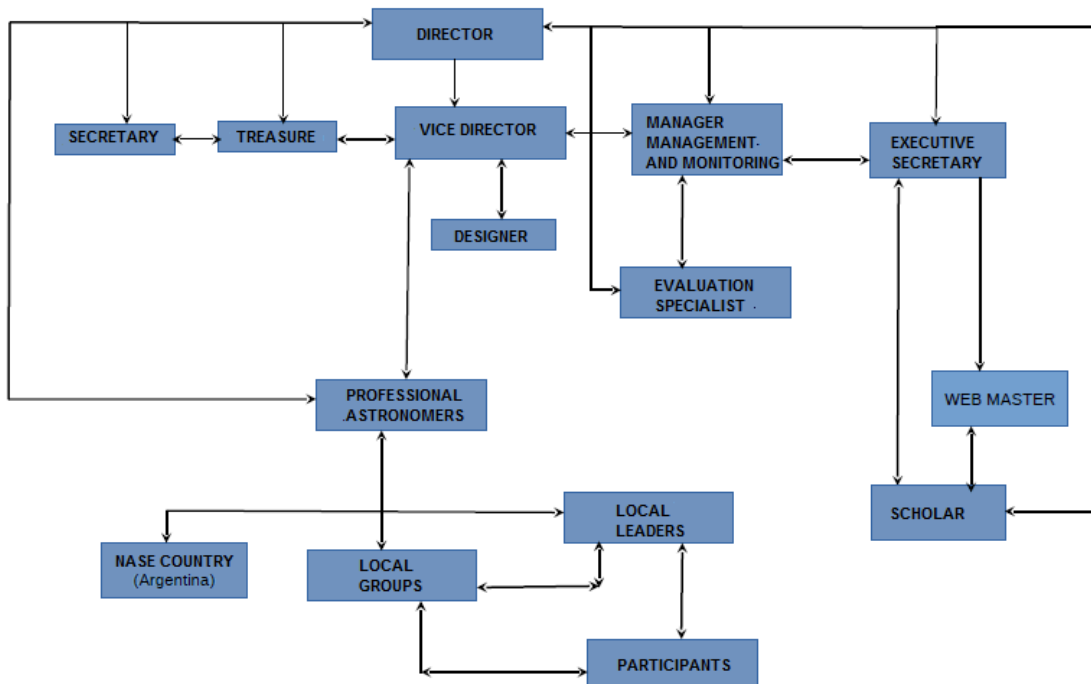 DIRECTOR
SECRETARY
TREASURE
VICE DIRECTOR
MANAGER
MANAGEMENT-
AND MONITORING
EXECUTIVE
SECRETARY
DESIGNER
EVALUATION
SPECIALIST .
PROFESSIONAL
.ASTRONOMERS
WEB MASTER
SCHOLAR
LOCAL
LEADERS
NASE COUNTRY
(Argentina)
LOCAL
GROUPS
PARTICIPANTS